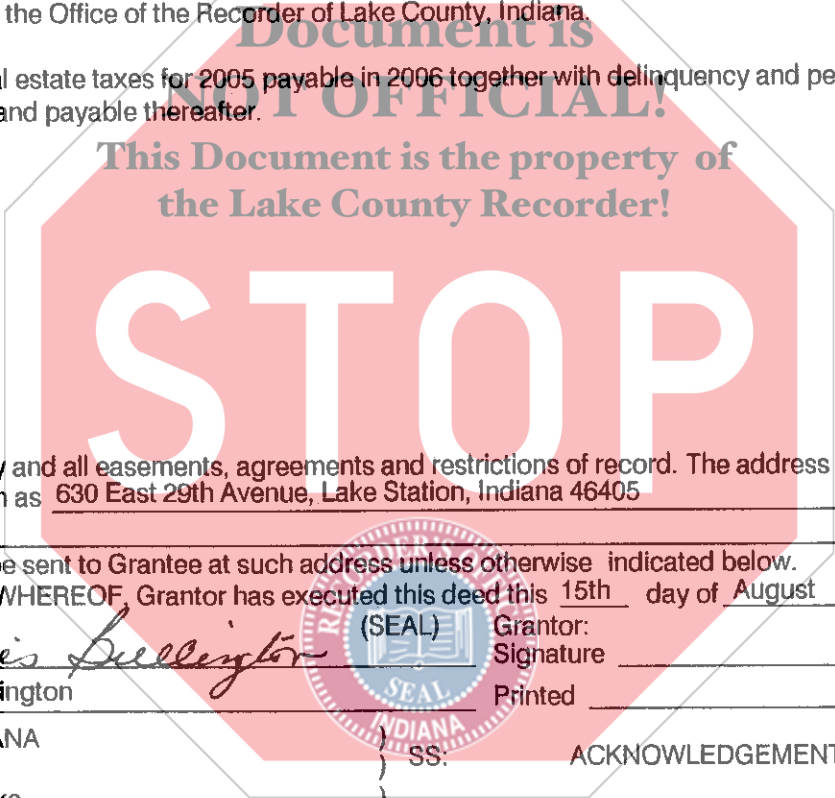 the Office of the Recorder of Lake County, Indiana.
Document is
l estate taxes for 2005 payable in 2006 together with delinquency and pe
NOT OFFICIAL!
and payable thereafter.
This Document is the property of
the Lake County Recorder!
STOP
and all easements, agreements and restrictions of record. The address
as 630 East 29th Avenue, Lake Station, Indiana 46405
e sent to Grantee at such address unless otherwise indicated below.
WHEREOF, Grantor has executed this deed this 15th day of August
RECORDER'S OFFICE
(SEAL) Grantor:
is Bullington Signature
ington Printed
SEAL
INDIANA
ANA ) SS: ACKNOWLEDGEMENT
)
)